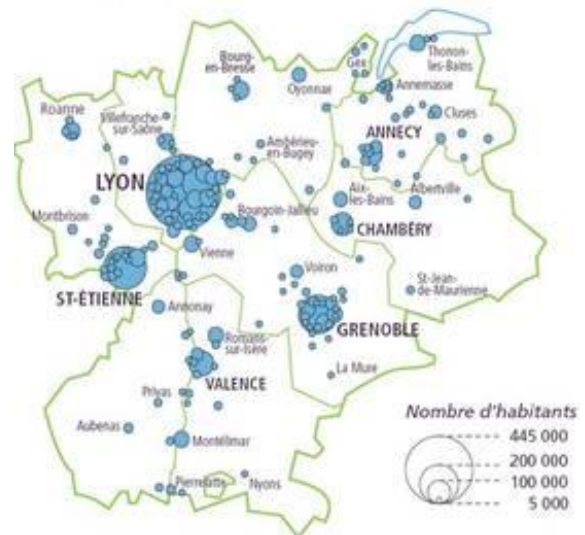 Bourg-
en-Bresse
Gex
Thonon-
les-Bains
Oyonnax
Annemasse
Roanne
Villefranche-
sur-Saône
Cluses
ANNECY
Ambérieu-
en-Bugey
LYON
Aix-
les-Bains
Albertville
Montbrison
Bourgoin-Jallieu
CHAMBÉRY
Vienne
Voiron
St-Jean-
de-Maurienne
ST-ÉTIENNE
Annonay
GRENOBLE
Romans-
sur-Isère
La Mure
VALENCE
Privas
Aubenas
Montélimar
Pierrelatte
Nyons
Nombre d'habitants
445 000
200 000
100 000
5 000